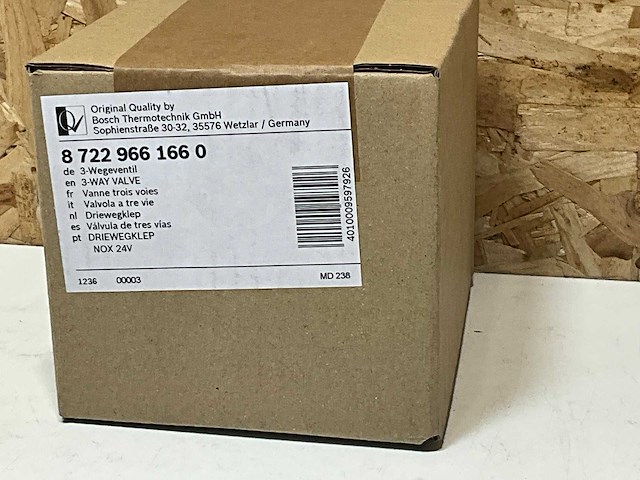 Original Quality by
Bosch Thermotechnik GmbH
Sophienstraße 30-32, 35576 Wetzlar / Germany
8 722 966 166 0
de 3-Wegeventil
en 3-WAY VALVE
fr Vanne trois voies
it Valvola a tre vie
nl Driewegklep
es Válvula de tres vías
pt DRIEWEGKLEP
NOX 24V
4010009597926
1236 00003 MD 238